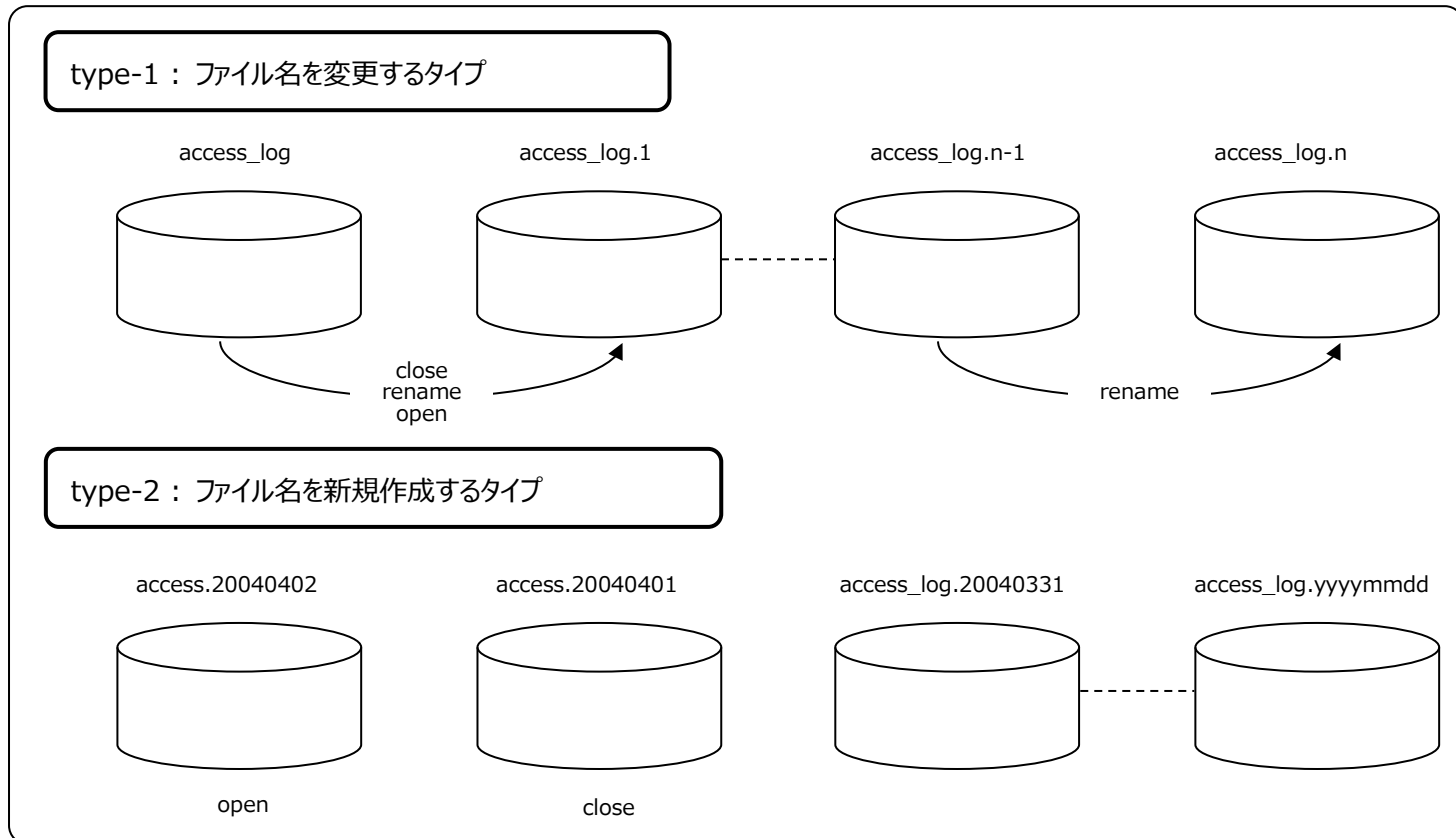 type-1 : ファイル名を変更するタイプ
access_log
access_log.1
access_log.n-1
access_log.n
close
rename
open
rename
type-2 : ファイル名を新規作成するタイプ
access.20040402
access.20040401
access_log.20040331
access_log.yyyymmdd
open
close